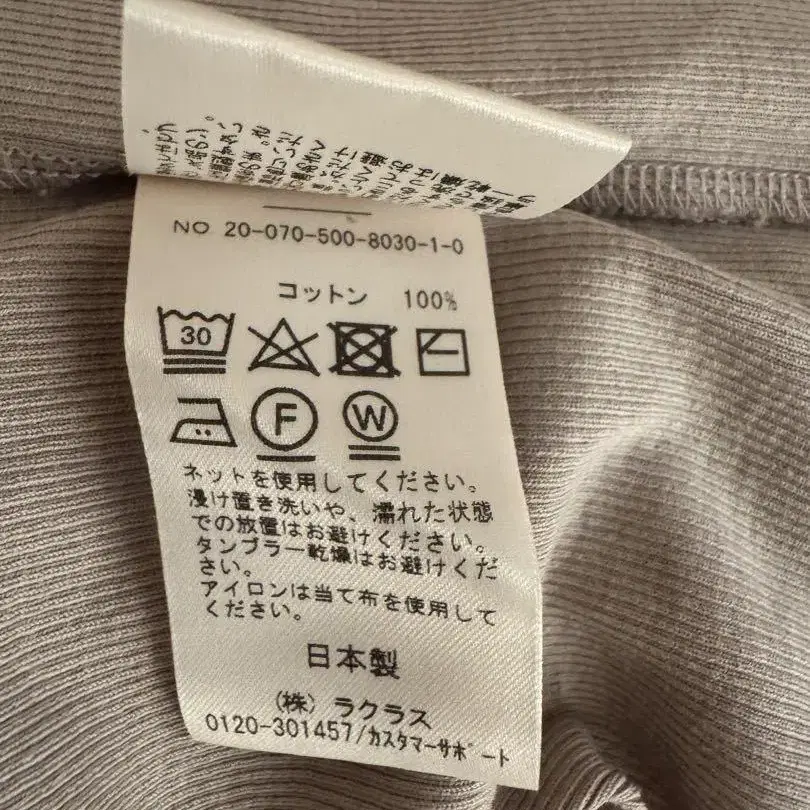 NO 20-070-500-8030-1-0
コットン 100%
30
F W
ネットを使用してください。
浸け置き洗いや、濡れた状態
での放置はお避けください。
タンブラー乾燥はお避けくだ
さい。
アイロンは当て布を使用して
ください。
日本製
(株) ラクラス
0120-301457/カスタマーサポート